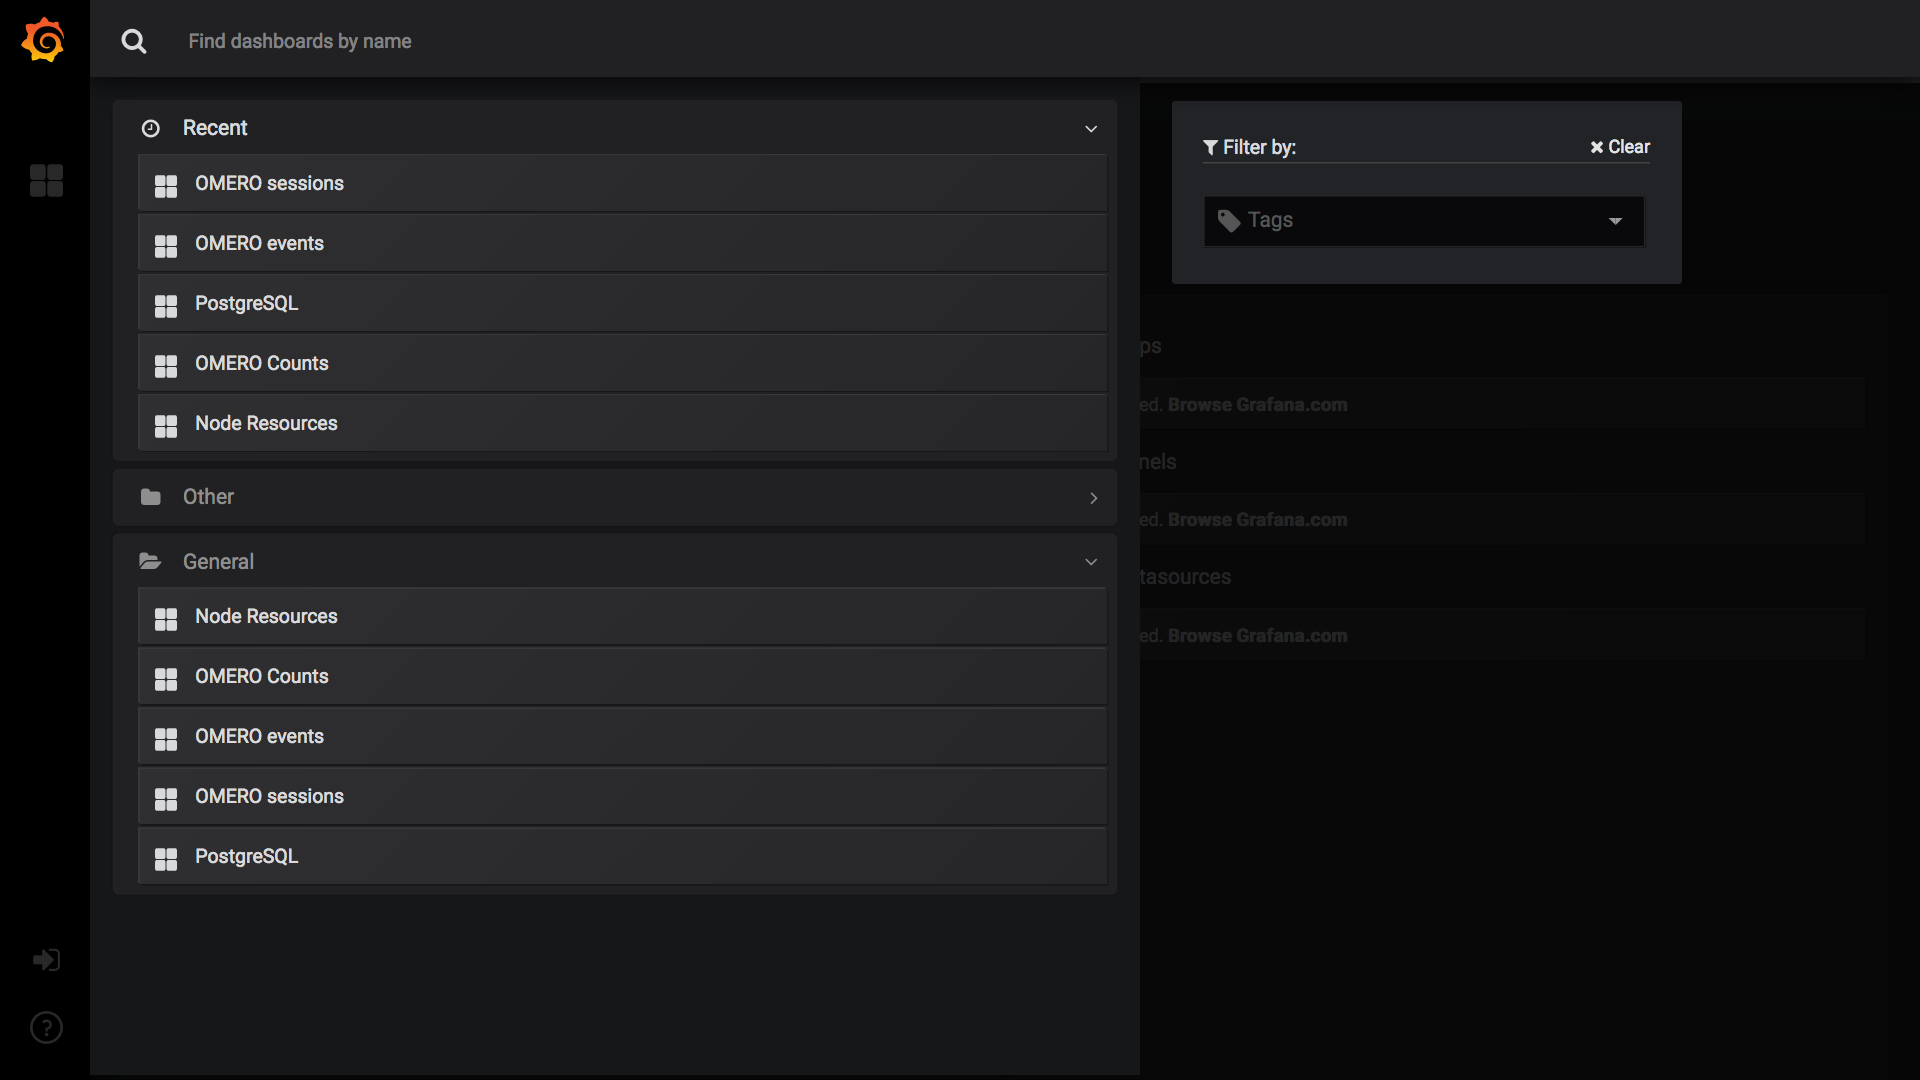 Find dashboards by name
Recent
OMERO sessions
OMERO events
PostgreSQL
OMERO Counts
Node Resources
Other
General
Node Resources
OMERO Counts
OMERO events
OMERO sessions
PostgreSQL
Filter by:
Clear
Tags
ps
ed. Browse Grafana.com
nels
ed. Browse Grafana.com
tasources
ed. Browse Grafana.com
?